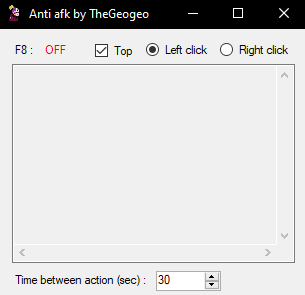 Anti afk by TheGeogeo
F8 : OFF Top Left click Right click
Time between action (sec) : 30